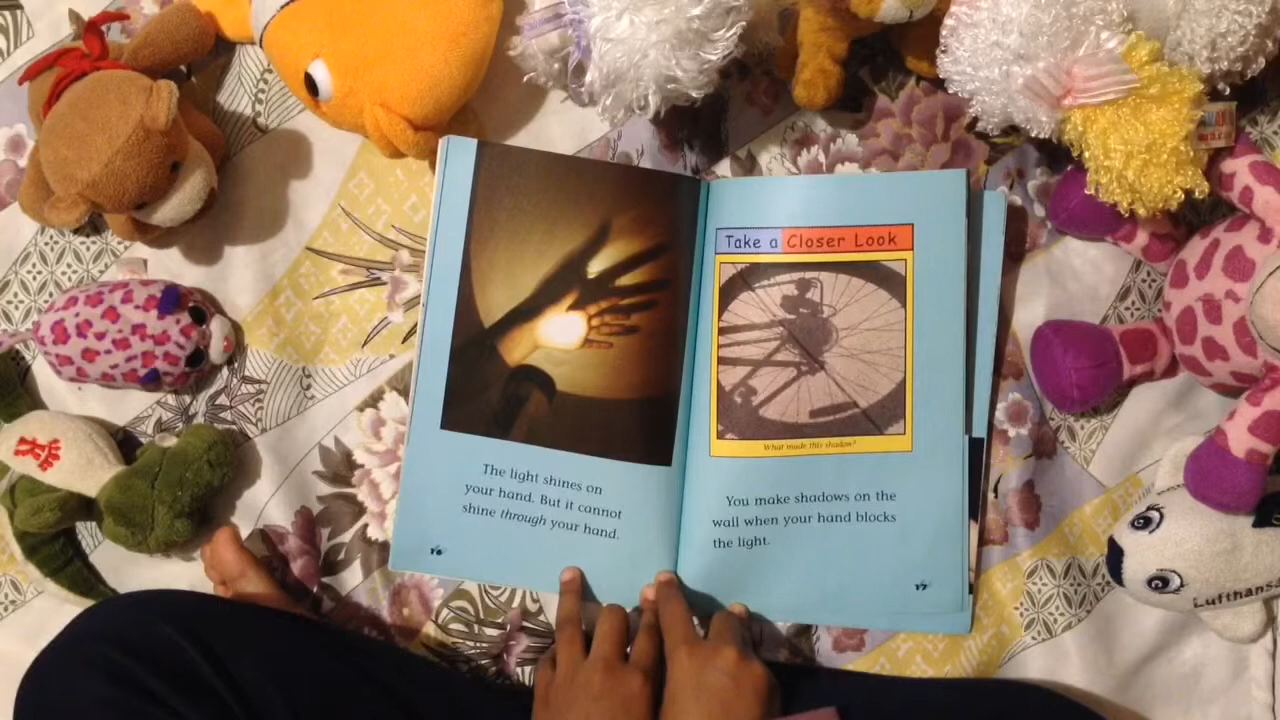 The light shines on
your hand. But it cannot
shine through your hand.
16
Take a Closer Look
What made this shadow?
You make shadows on the
wall when your hand blocks
the light.
17
Lufthansa